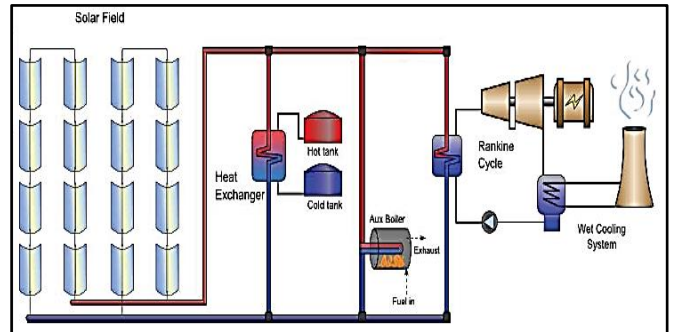 Solar Field
Heat
Exchanger
Hot tank
Cold tank
Aux Boiler
Exhaust
Fuel in
Rankine
Cycle
Wet Cooling
System